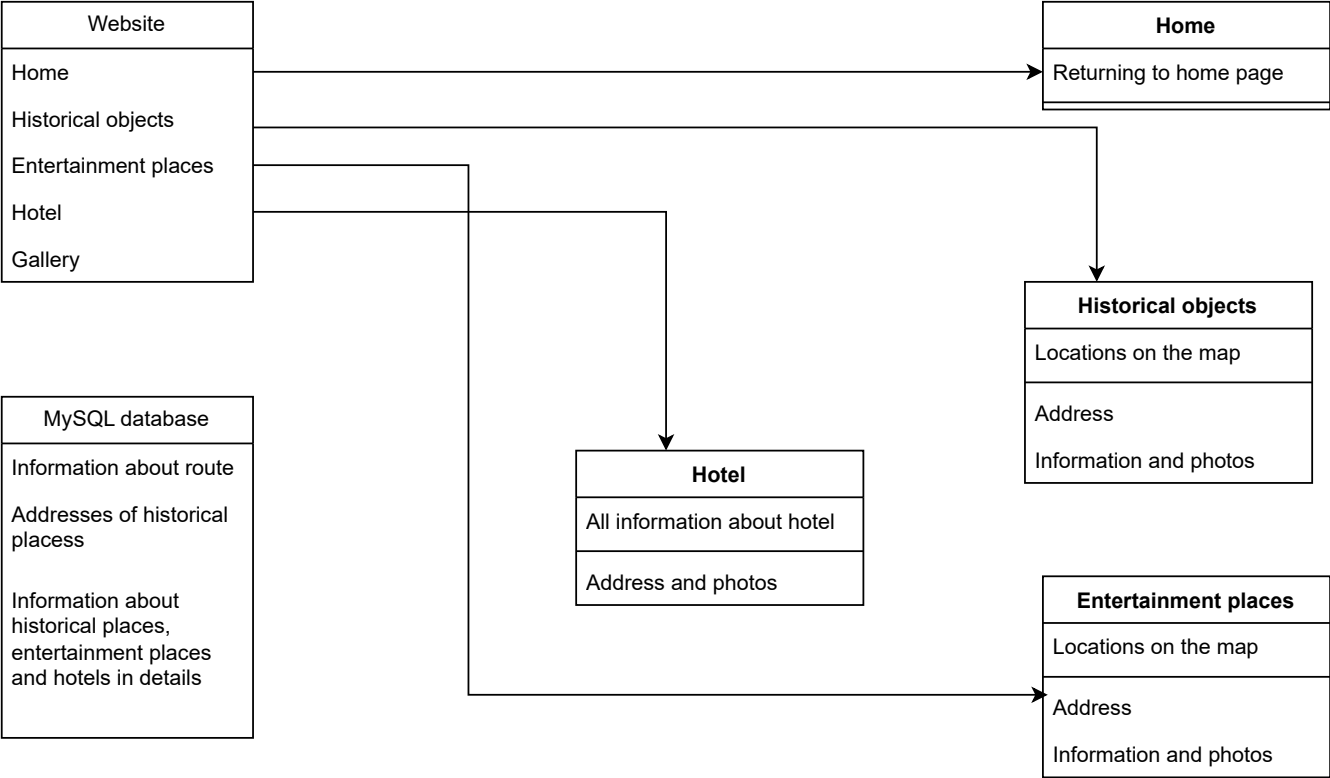 Website
Home
Historical objects
Entertainment places
Hotel
Gallery
Home
Returning to home page
Historical objects
Locations on the map
Address
Information and photos
MySQL database
Information about route
Addresses of historical
placess
Information about
historical places,
entertainment places
and hotels in details
Hotel
All information about hotel
Address and photos
Entertainment places
Locations on the map
Address
Information and photos